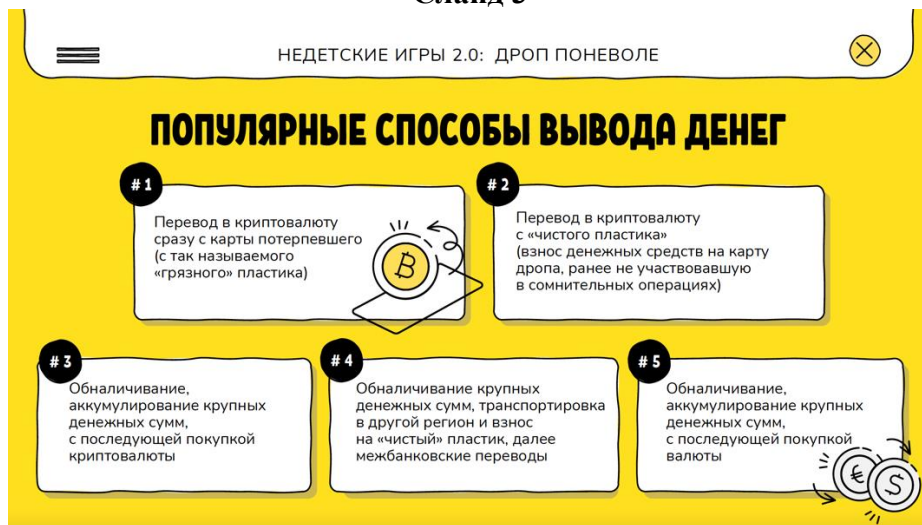 Слайд 5
НЕДЕТСКИЕ ИГРЫ 2.0: ДРОП ПОНЕВОЛЕ
ПОПУЛЯРНЫЕ СПОСОБЫ ВЫВОДА ДЕНЕГ
#1
Перевод в криптовалюту
сразу с карты потерпевшего
(с так называемого
«грязного» пластика)
#2
Перевод в криптовалюту
с «чистого пластика»
(взнос денежных средств на карту
дропа, ранее не участвовавшую
в сомнительных операциях)
#3
Обналичивание,
аккумулирование крупных
денежных сумм,
с последующей покупкой
криптовалюты
#4
Обналичивание крупных
денежных сумм, транспортировка
в другой регион и взнос
на «чистый» пластик, далее
межбанковские переводы
#5
Обналичивание,
аккумулирование крупных
денежных сумм,
с последующей покупкой
валюты